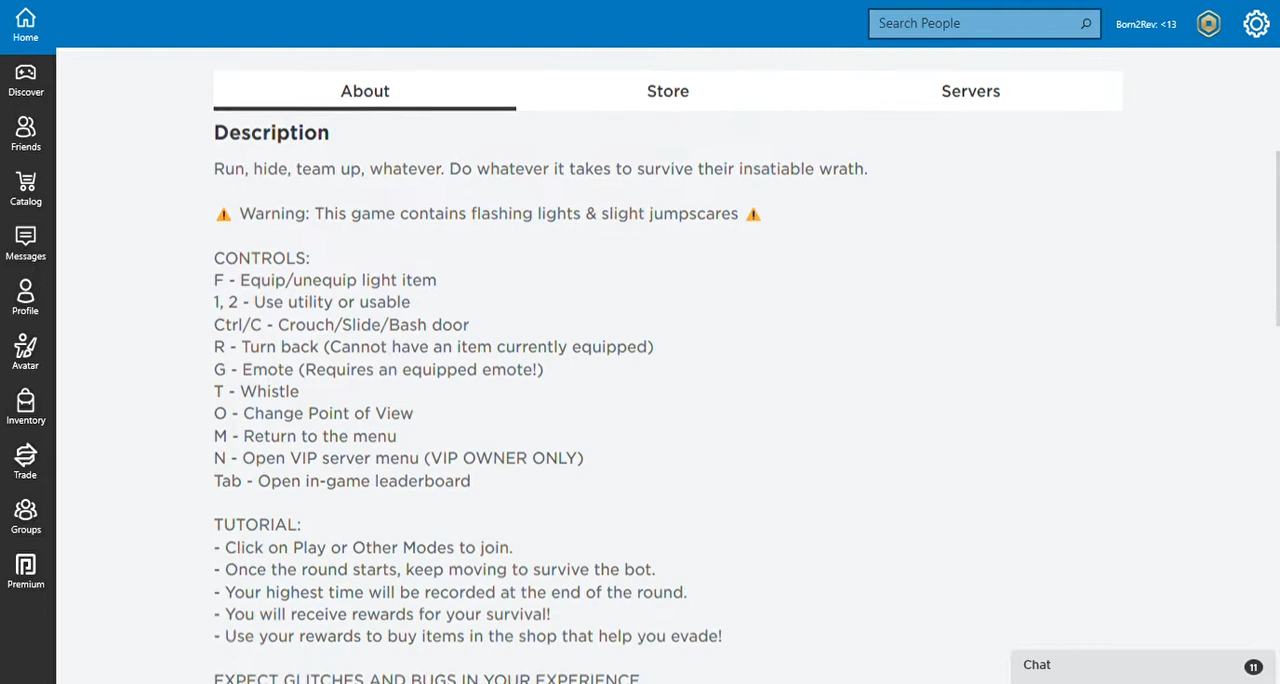 Home
Search People
Born2Rev: <13
Discover
Friends
Catalog
Messages
Profile
Avatar
Inventory
Trade
Groups
Premium
About
Store
Servers
Description
Run, hide, team up, whatever. Do whatever it takes to survive their insatiable wrath.
⚠ Warning: This game contains flashing lights & slight jumpscares ⚠
CONTROLS:
F - Equip/unequip light item
1, 2 - Use utility or usable
Ctrl/C - Crouch/Slide/Bash door
R - Turn back (Cannot have an item currently equipped)
G - Emote (Requires an equipped emote!)
T - Whistle
O - Change Point of View
M - Return to the menu
N - Open VIP server menu (VIP OWNER ONLY)
Tab - Open in-game leaderboard
TUTORIAL:
- Click on Play or Other Modes to join.
- Once the round starts, keep moving to survive the bot.
- Your highest time will be recorded at the end of the round.
- You will receive rewards for your survival!
- Use your rewards to buy items in the shop that help you evade!
EXPECT GLITCHES AND BUGS IN YOUR EXPERIENCE
Chat
11